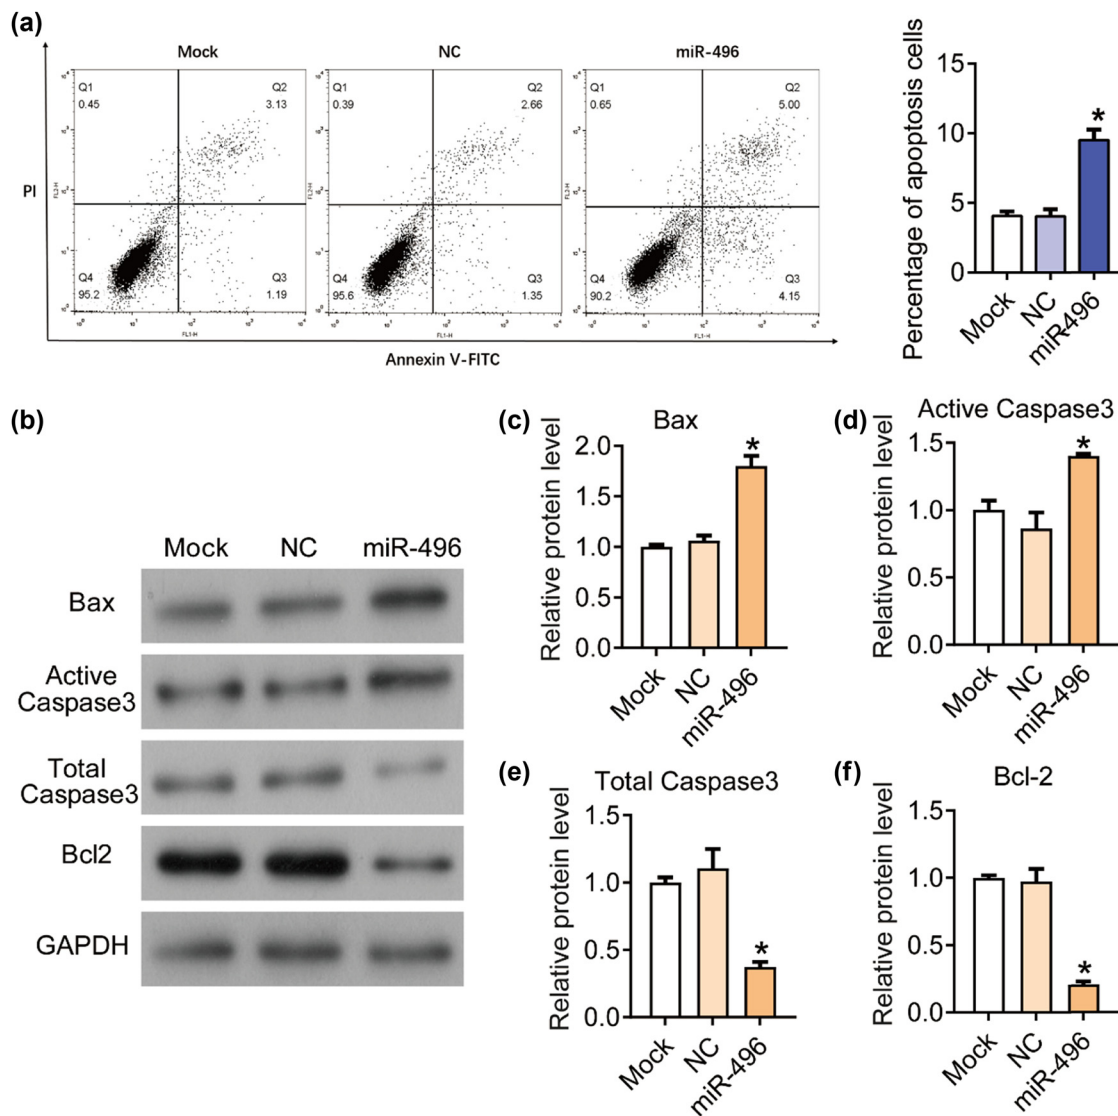 (a)
Mock
NC
miR-496
Q1
0.45
Q2
3.13
Q4
95.2
Q3
1.19
Q1
0.39
Q2
2.66
Q4
95.6
Q3
1.35
Q1
0.65
Q2
5.00
Q4
90.2
Q3
4.15
PI
FL2-H
FL2-H
FL2-H
FL1-H
FL1-H
FL1-H
Annexin V-FITC
Percentage of apoptosis cells
15
10
5
0
*
Mock
NC
miR496
(b)
Mock
NC
miR-496
Bax
Active
Caspase3
Total
Caspase3
Bcl2
GAPDH
(c)
Bax
Relative protein level
2.0
1.5
1.0
0.5
0.0
*
Mock
NC
miR-496
(d)
Active Caspase3
Relative protein level
1.5
1.0
0.5
0.0
*
Mock
NC
miR-496
(e)
Total Caspase3
Relative protein level
1.5
1.0
0.5
0.0
*
Mock
NC
miR-496
(f)
Bcl-2
Relative protein level
1.5
1.0
0.5
0.0
*
Mock
NC
miR-496